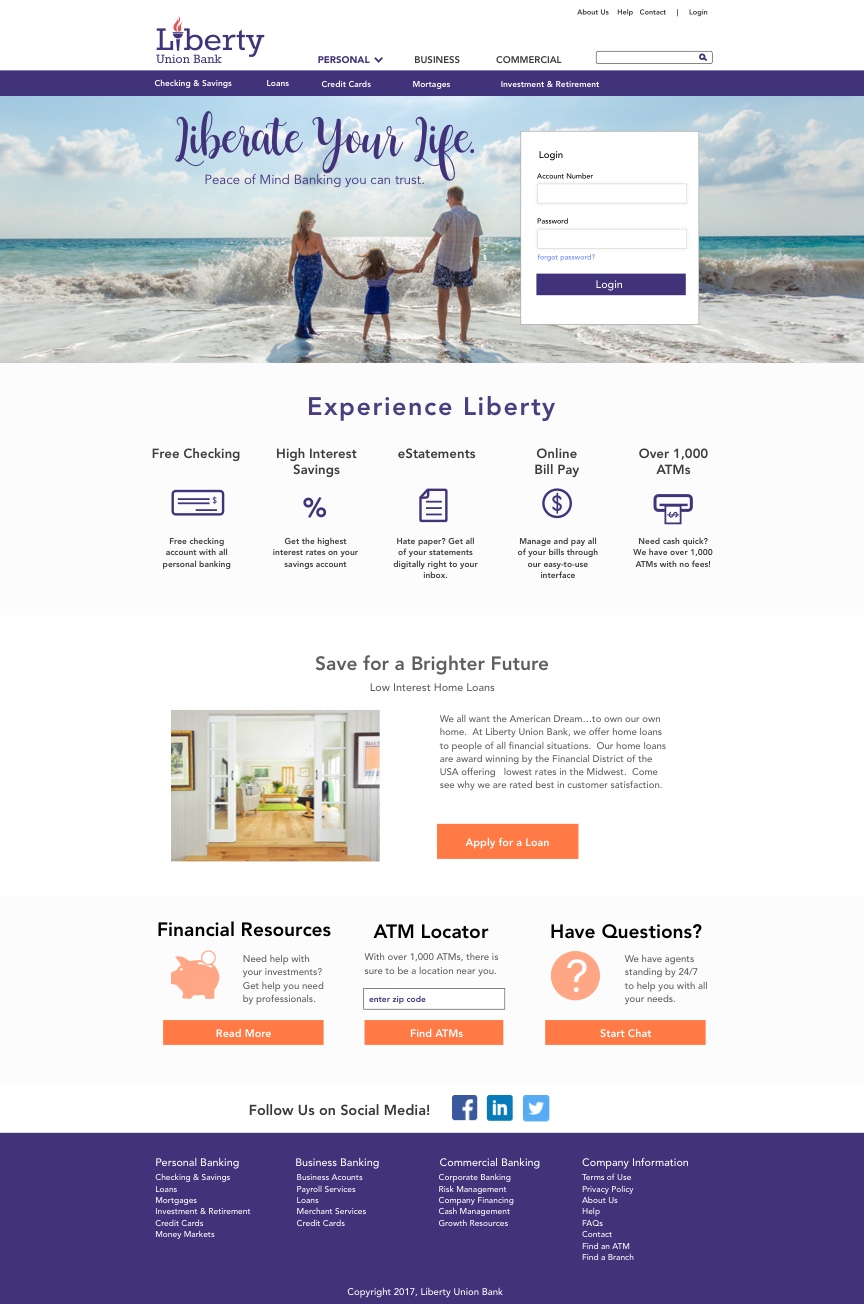 About Us Help Contact | Login
Liberty
Union Bank
PERSONAL BUSINESS COMMERCIAL
Checking & Savings Loans Credit Cards Mortages Investment & Retirement
Liberate Your Life.
Peace of Mind Banking you can trust.
Login
Account Number
Password
forgot password?
Login
Experience Liberty
Free Checking
Free checking
account with all
personal banking
High Interest
Savings
%
Get the highest
interest rates on your
savings account
eStatements
Hate paper? Get all
of your statements
digitally right to your
inbox.
Online
Bill Pay
$
Manage and pay all
of your bills through
our easy-to-use
interface
Over 1,000
ATMs
$
Need cash quick?
We have over 1,000
ATMs with no fees!
Save for a Brighter Future
Low Interest Home Loans
We all want the American Dream...to own our own
home. At Liberty Union Bank, we offer home loans
to people of all financial situations. Our home loans
are award winning by the Financial District of the
USA offering lowest rates in the Midwest. Come
see why we are rated best in customer satisfaction.
Apply for a Loan
Financial Resources
Need help with
your investments?
Get help you need
by professionals.
Read More
ATM Locator
With over 1,000 ATMs, there is
sure to be a location near you.
enter zip code
Find ATMs
Have Questions?
?
We have agents
standing by 24/7
to help you with all
your needs.
Start Chat
Follow Us on Social Media!
f in
Personal Banking
Checking & Savings
Loans
Mortgages
Investment & Retirement
Credit Cards
Money Markets
Business Banking
Business Acounts
Payroll Services
Loans
Merchant Services
Credit Cards
Commercial Banking
Corporate Banking
Risk Management
Company Financing
Cash Management
Growth Resources
Company Information
Terms of Use
Privacy Policy
About Us
Help
FAQs
Contact
Find an ATM
Find a Branch
Copyright 2017, Liberty Union Bank